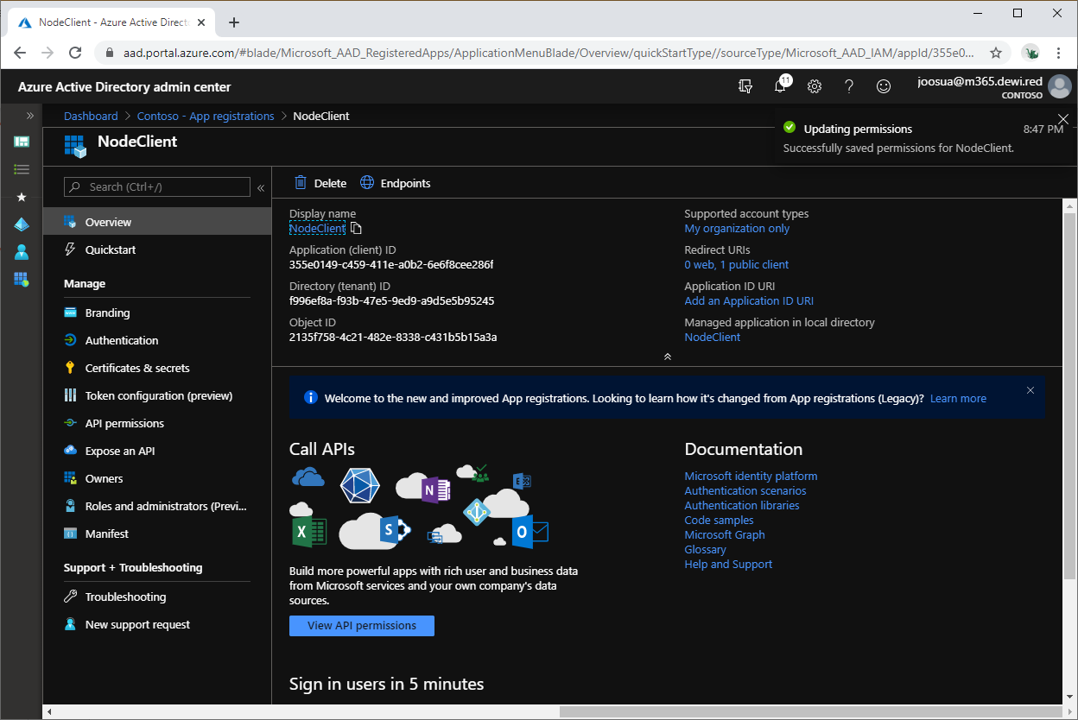 NodeClient - Azure Active Direct
aad.portal.azure.com/#blade/Microsoft_AAD_RegisteredApps/ApplicationMenuBlade/Overview/quickStartType//sourceType/Microsoft_AAD_IAM/appId/355e0...
Azure Active Directory admin center
11
joosua@m365.dewi.red
CONTOSO
Dashboard > Contoso - App registrations > NodeClient
NodeClient
Updating permissions 8:47 PM
Successfully saved permissions for NodeClient.
Search (Ctrl+/)
«
Delete
Endpoints
Overview
Quickstart
Manage
Branding
Authentication
Certificates & secrets
Token configuration (preview)
API permissions
Expose an API
Owners
Roles and administrators (Previ...
Manifest
Support + Troubleshooting
Troubleshooting
New support request
Display name
NodeClient
Application (client) ID
355e0149-c459-411e-a0b2-6e6f8cee286f
Directory (tenant) ID
f996ef8a-f93b-47e5-9ed9-a9d5e5b95245
Object ID
2135f758-4c21-482e-8338-c431b5b15a3a
Supported account types
My organization only
Redirect URIs
0 web, 1 public client
Application ID URI
Add an Application ID URI
Managed application in local directory
NodeClient
Welcome to the new and improved App registrations. Looking to learn how it's changed from App registrations (Legacy)? Learn more
Call APIs
N
X
S
O
Build more powerful apps with rich user and business data
from Microsoft services and your own company's data
sources.
View API permissions
Documentation
Microsoft identity platform
Authentication scenarios
Authentication libraries
Code samples
Microsoft Graph
Glossary
Help and Support
Sign in users in 5 minutes